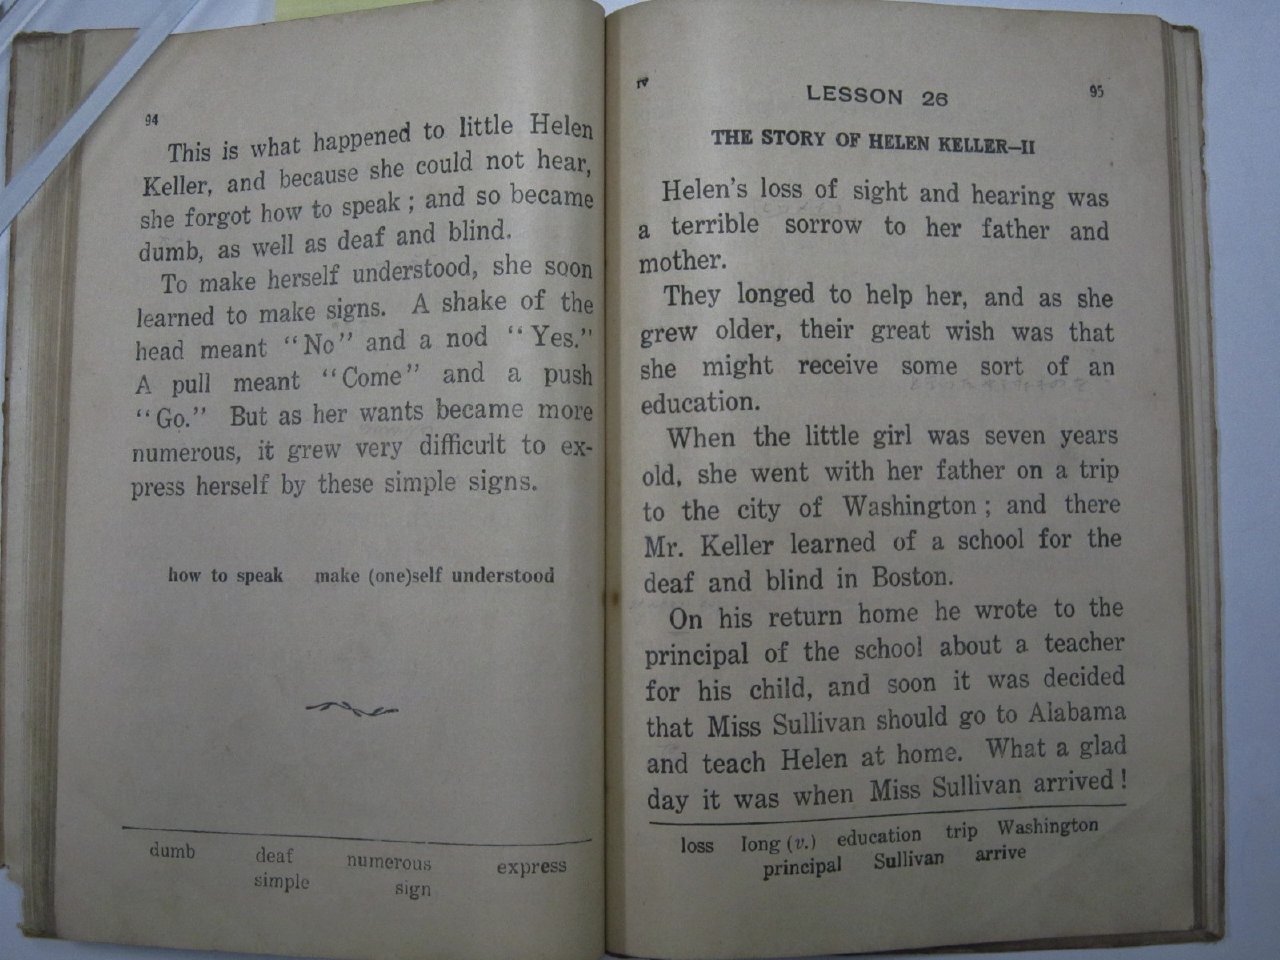 94
This is what happened to little Helen
Keller, and because she could not hear,
she forgot how to speak ; and so became
dumb, as well as deaf and blind.
To make herself understood, she soon
learned to make signs. A shake of the
head meant "No" and a nod "Yes."
A pull meant "Come" and a push
"Go." But as her wants became more
numerous, it grew very difficult to ex-
press herself by these simple signs.
how to speak make (one)self understood
dumb deaf numerous express
simple sign
IV LESSON 26 95
THE STORY OF HELEN KELLER—II
Helen's loss of sight and hearing was
a terrible sorrow to her father and
mother.
They longed to help her, and as she
grew older, their great wish was that
she might receive some sort of an
education.
When the little girl was seven years
old, she went with her father on a trip
to the city of Washington ; and there
Mr. Keller learned of a school for the
deaf and blind in Boston.
On his return home he wrote to the
principal of the school about a teacher
for his child, and soon it was decided
that Miss Sullivan should go to Alabama
and teach Helen at home. What a glad
day it was when Miss Sullivan arrived !
loss long (v.) education trip Washington
principal Sullivan arrive